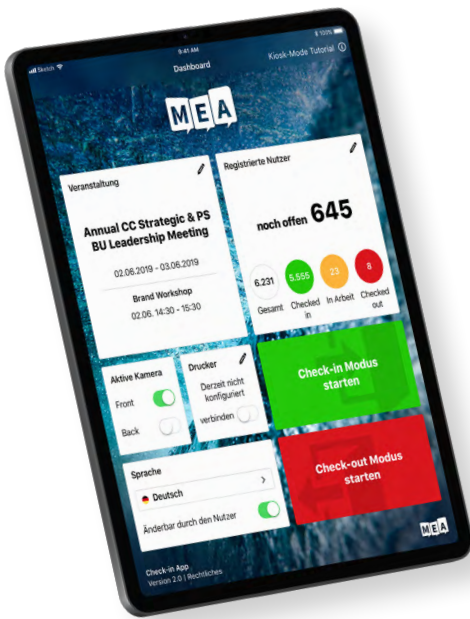 Sketch
9:41 AM
100%
Dashboard
Kiosk-Mode Tutorial
MEA
Veranstaltung
Annual CC Strategic & PS
BU Leadership Meeting
02.06.2019 - 03.06.2019
Brand Workshop
02.06. 14:30 - 15:30
Registrierte Nutzer
noch offen 645
6.231 5.555 23 8
Gesamt Checked in In Arbeit Checked out
Aktive Kamera
Front
Back
Drucker
Derzeit nicht
konfiguriert
verbinden
Check-in Modus
starten
Sprache
Deutsch
Änderbar durch den Nutzer
Check-out Modus
starten
Check-in App
Version 2.0 | Rechtliches
MEA